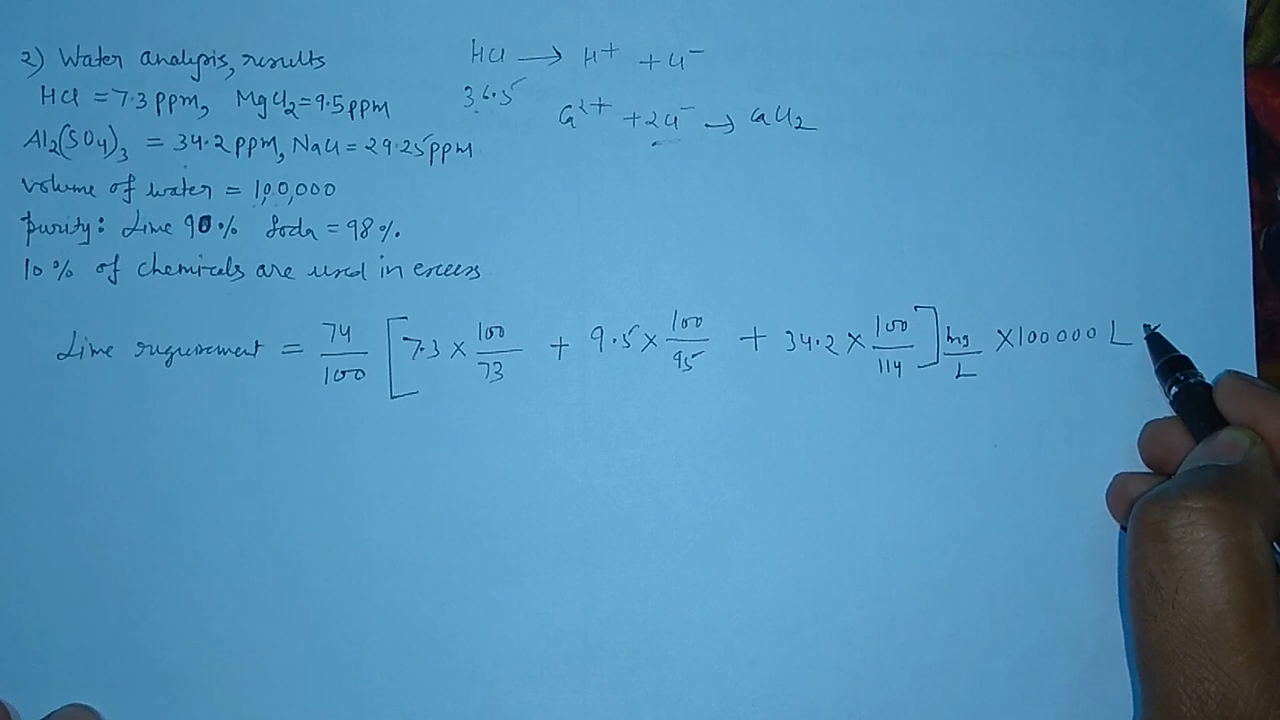 2) Water analysis, results
HCl = 7.3 ppm, MgCl2 = 9.5 ppm
Al2(SO4)3 = 34.2 ppm, NaCl = 29.25 ppm
volume of water = 1,0,0,000
purity: Lime 90% Soda = 98%.
10% of chemicals are used in excess
HCl → H+ + Cl-
36.5
Ca2+ + 2Cl- → CaCl2
Lime requirement = 74/100 [7.3 × 100/73 + 9.5 × 100/95 + 34.2 × 100/114] mg/L × 100000 L